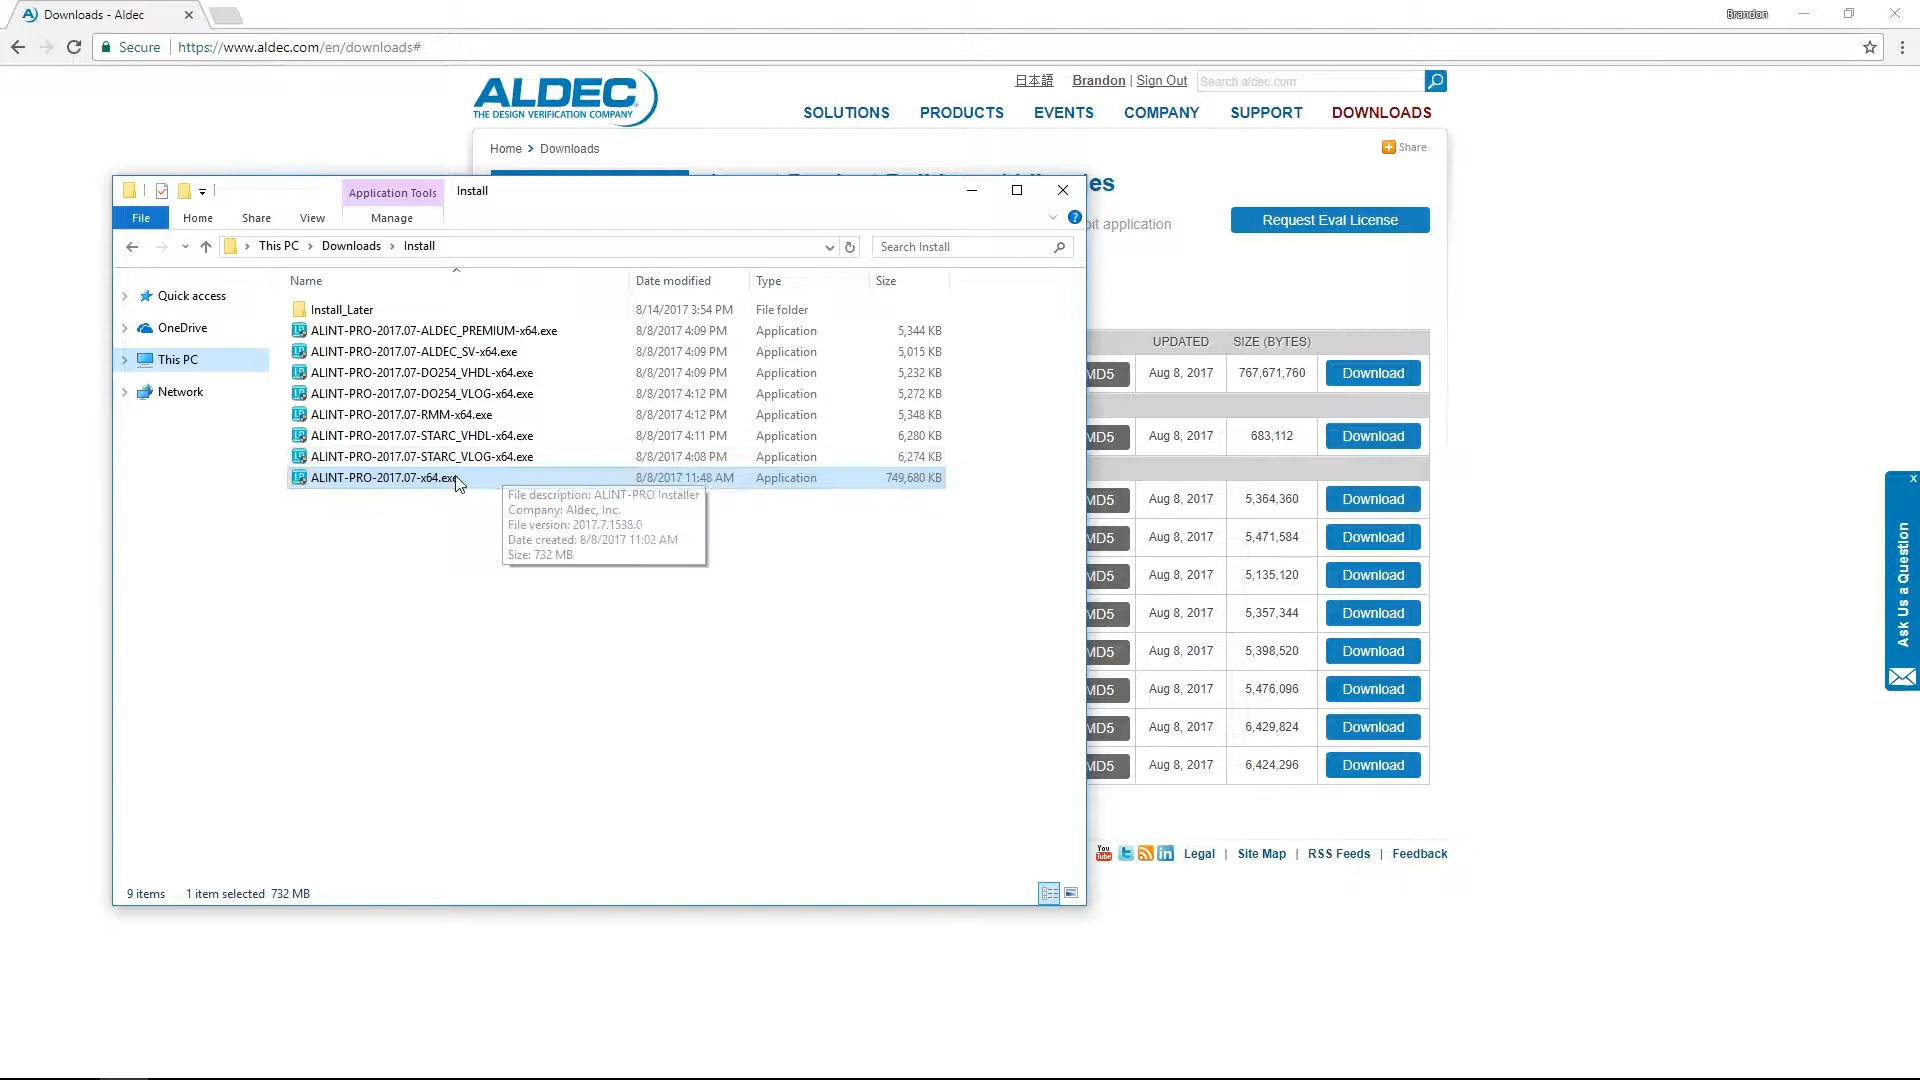 Downloads - Aldec
Brandon
Secure
https://www.aldec.com/en/downloads#
ALDEC
THE DESIGN VERIFICATION COMPANY
日本語
Brandon | Sign Out
Search aldec.com
SOLUTIONS
PRODUCTS
EVENTS
COMPANY
SUPPORT
DOWNLOADS
Home > Downloads
Share
es
bit application
Request Eval License
Application Tools
Install
File
Home
Share
View
Manage
This PC > Downloads > Install
Search Install
Quick access
OneDrive
This PC
Network
Name Date modified Type Size
Install_Later 8/14/2017 3:54 PM File folder
ALINT-PRO-2017.07-ALDEC_PREMIUM-x64.exe 8/8/2017 4:09 PM Application 5,344 KB
ALINT-PRO-2017.07-ALDEC_SV-x64.exe 8/8/2017 4:09 PM Application 5,015 KB
ALINT-PRO-2017.07-DO254_VHDL-x64.exe 8/8/2017 4:09 PM Application 5,232 KB
ALINT-PRO-2017.07-DO254_VLOG-x64.exe 8/8/2017 4:12 PM Application 5,272 KB
ALINT-PRO-2017.07-RMM-x64.exe 8/8/2017 4:12 PM Application 5,348 KB
ALINT-PRO-2017.07-STARC_VHDL-x64.exe 8/8/2017 4:11 PM Application 6,280 KB
ALINT-PRO-2017.07-STARC_VLOG-x64.exe 8/8/2017 4:08 PM Application 6,274 KB
ALINT-PRO-2017.07-x64.exe 8/8/2017 11:48 AM Application 749,680 KB
File description: ALINT-PRO Installer
Company: Aldec, Inc.
File version: 2017.7.1538.0
Date created: 8/8/2017 11:02 AM
Size: 732 MB
9 items
1 item selected 732 MB
UPDATED SIZE (BYTES)
MD5 Aug 8, 2017 767,671,760 Download
MD5 Aug 8, 2017 683,112 Download
MD5 Aug 8, 2017 5,364,360 Download
MD5 Aug 8, 2017 5,471,584 Download
MD5 Aug 8, 2017 5,135,120 Download
MD5 Aug 8, 2017 5,357,344 Download
MD5 Aug 8, 2017 5,398,520 Download
MD5 Aug 8, 2017 5,476,096 Download
MD5 Aug 8, 2017 6,429,824 Download
MD5 Aug 8, 2017 6,424,296 Download
x
Ask Us a Question
You Tube
Legal | Site Map | RSS Feeds | Feedback